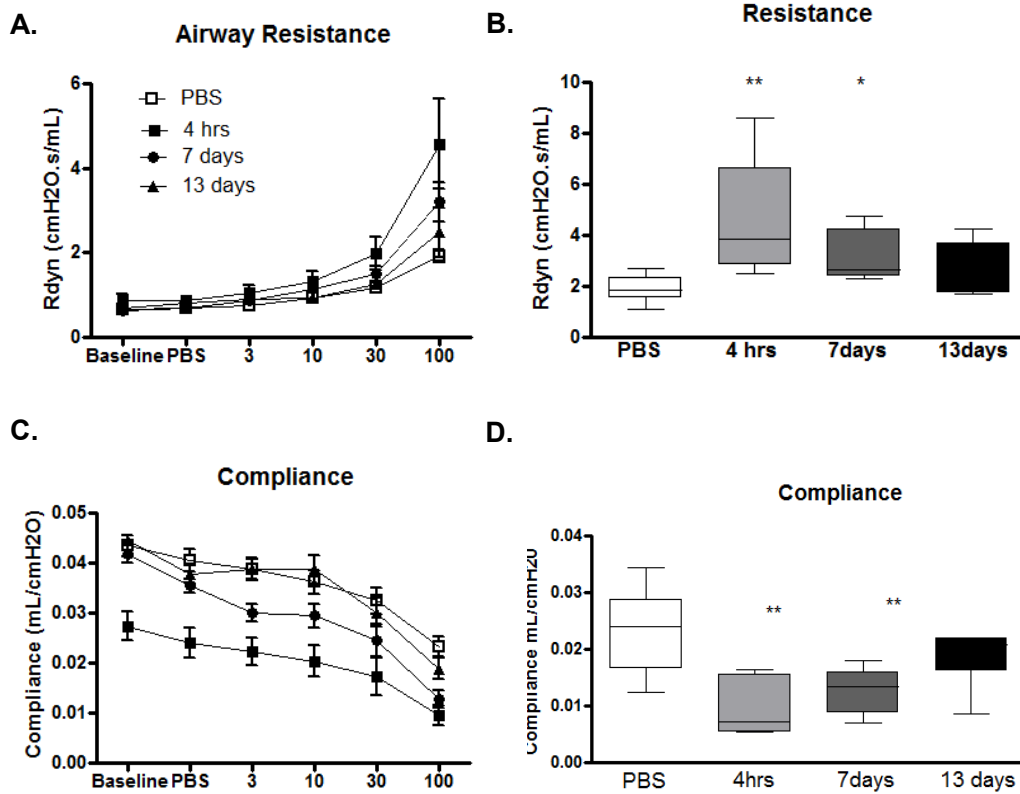 A.
Airway Resistance
Rdyn (cmH2O.s/mL)
6
4
2
0
PBS
4 hrs
7 days
13 days
Baseline PBS 3 10 30 100
B.
Resistance
Rdyn (cmH2O.s/mL)
10
8
6
4
2
0
** *
PBS 4 hrs 7days 13days
C.
Compliance
Compliance (mL/cmH2O)
0.05
0.04
0.03
0.02
0.01
0.00
Baseline PBS 3 10 30 100
D.
Compliance
Compliance mL/cmH20
0.04
0.03
0.02
0.01
0.00
** **
PBS 4hrs 7days 13 days